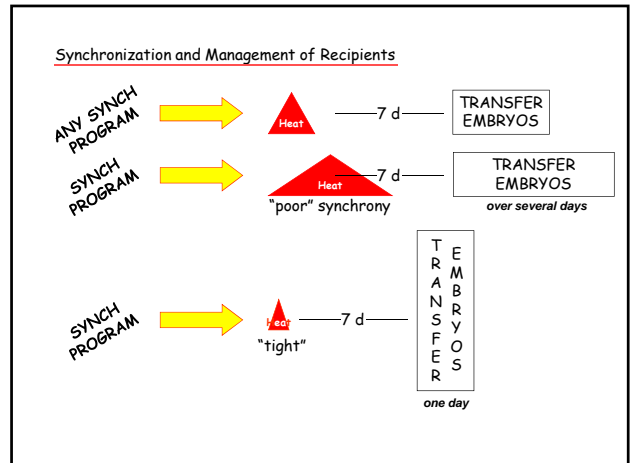 Synchronization and Management of Recipients
ANY SYNCH
PROGRAM
Heat
7 d
TRANSFER
EMBRYOS
SYNCH
PROGRAM
Heat
7 d
TRANSFER
EMBRYOS
"poor" synchrony
over several days
SYNCH
PROGRAM
Heat
7 d
TRANSFER
EMBRYOS
"tight"
one day